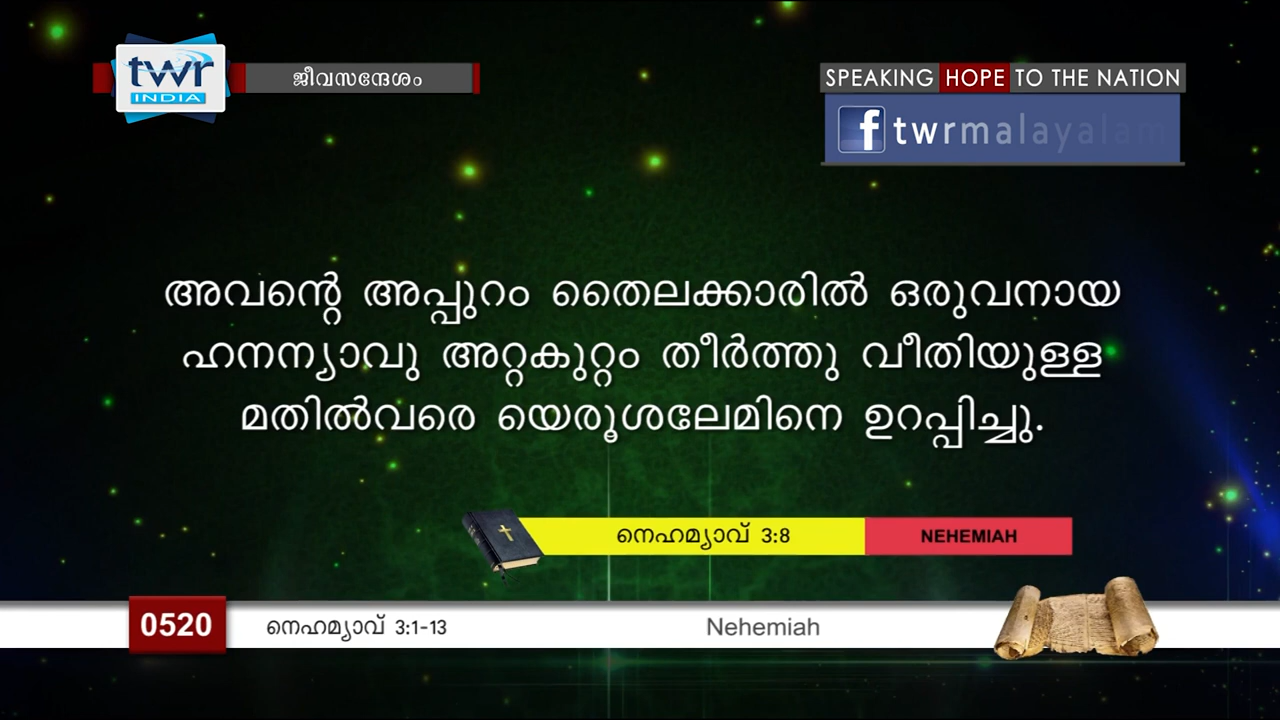 twr
INDIA
ജീവസന്ദേശം
SPEAKING HOPE TO THE NATION
f twrmalayalam
അവന്റെ അപ്പുറം തൈലക്കാരിൽ ഒരുവനായ
ഹനന്യാവു അറ്റകുറ്റം തീർത്തു വീതിയുള്ള
മതിൽവരെ യെരൂശലേമിനെ ഉറപ്പിച്ചു.
നെഹമ്യാവ് 3:8 NEHEMIAH
0520 നെഹമ്യാവ് 3:1-13 Nehemiah